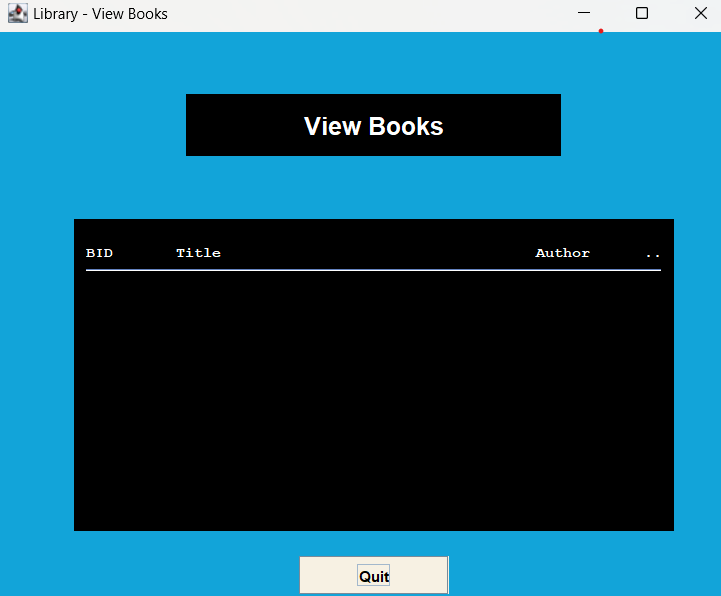 Library - View Books
View Books
BID Title Author ..
Quit